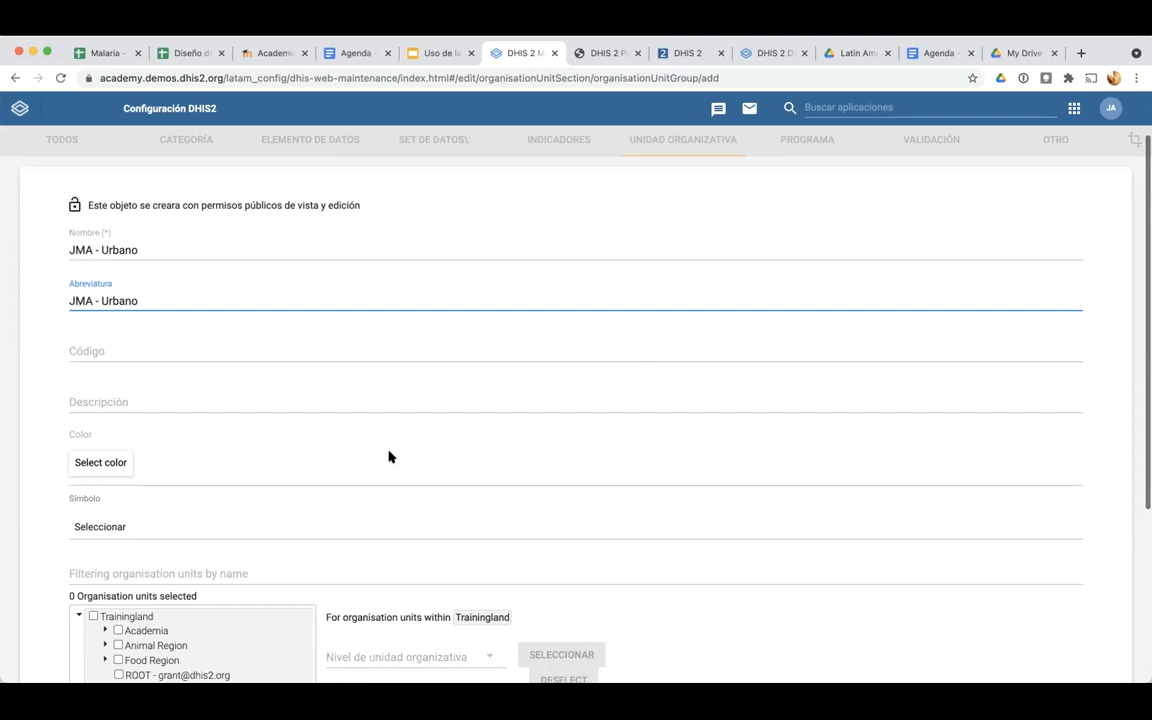 Malaria -
Diseño d
Academia
Agenda -
Uso de la
DHIS 2 M
DHIS 2 P
DHIS 2
DHIS 2 D
Latin Am
Agenda -
My Drive
academy.demos.dhis2.org/latam_config/dhis-web-maintenance/index.html#/edit/organisationUnitSection/organisationUnitGroup/add
Configuración DHIS2
Buscar aplicaciones
JA
TODOS
CATEGORÍA
ELEMENTO DE DATOS
SET DE DATOS\:
INDICADORES
UNIDAD ORGANIZATIVA
PROGRAMA
VALIDACIÓN
OTRO
Este objeto se creara con permisos públicos de vista y edición
Nombre (*)
JMA - Urbano
Abreviatura
JMA - Urbano
Código
Descripción
Color
Select color
Símbolo
Seleccionar
Filtering organisation units by name
0 Organisation units selected
Trainingland
Academia
Animal Region
Food Region
ROOT - grant@dhis2.org
For organisation units within Trainingland
Nivel de unidad organizativa
SELECCIONAR
DESELECT